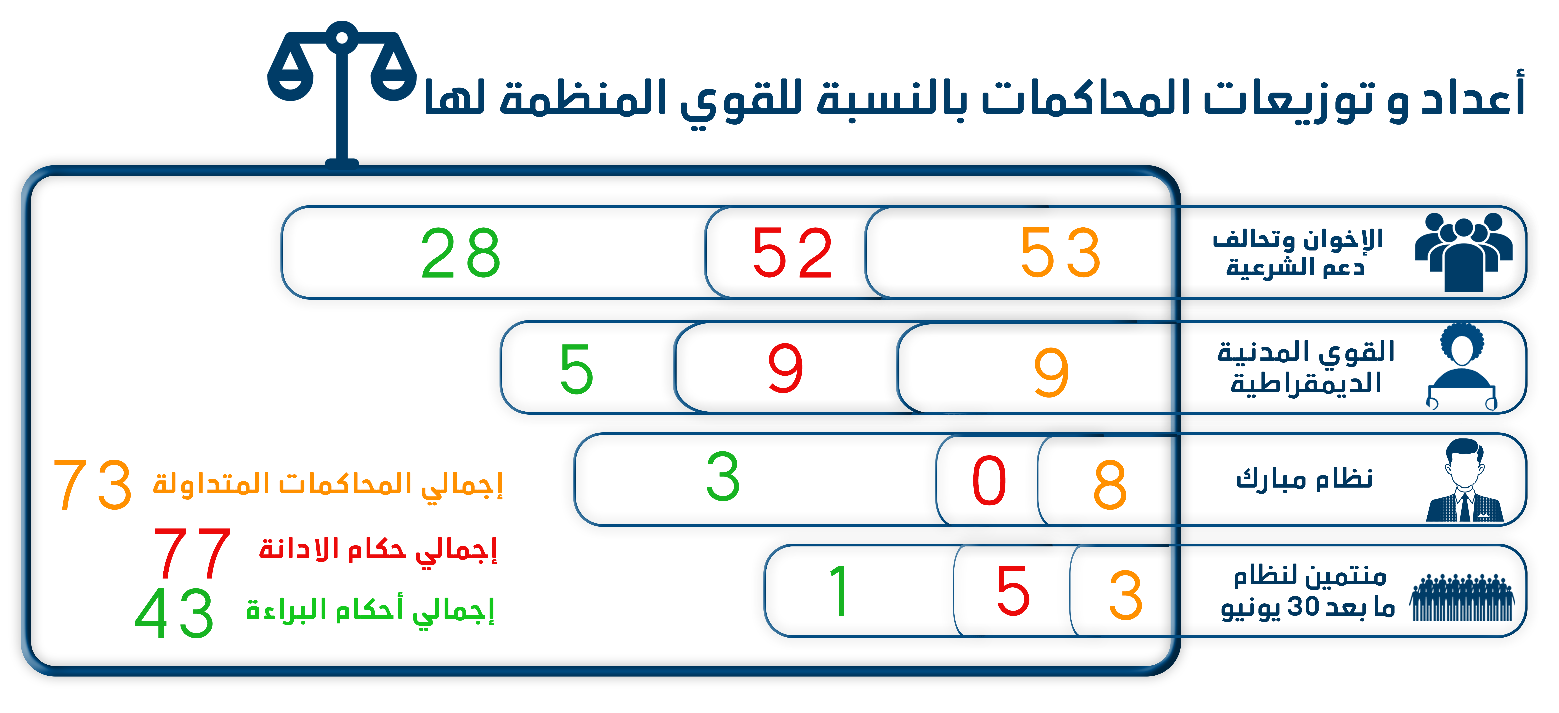 أعداد و توزيعات المحاكمات بالنسبة للقوي المنظمة لها
الإخوان وتحالف
دعم الشرعية
53
52
28
القوي المدنية
الديمقراطية
9
9
5
نظام مبارك
8
0
3
منتمين لنظام
ما بعد 30 يونيو
3
5
1
إجمالي المحاكمات المتداولة 73
إجمالي حكام الادانة 77
إجمالي أحكام البراءة 43